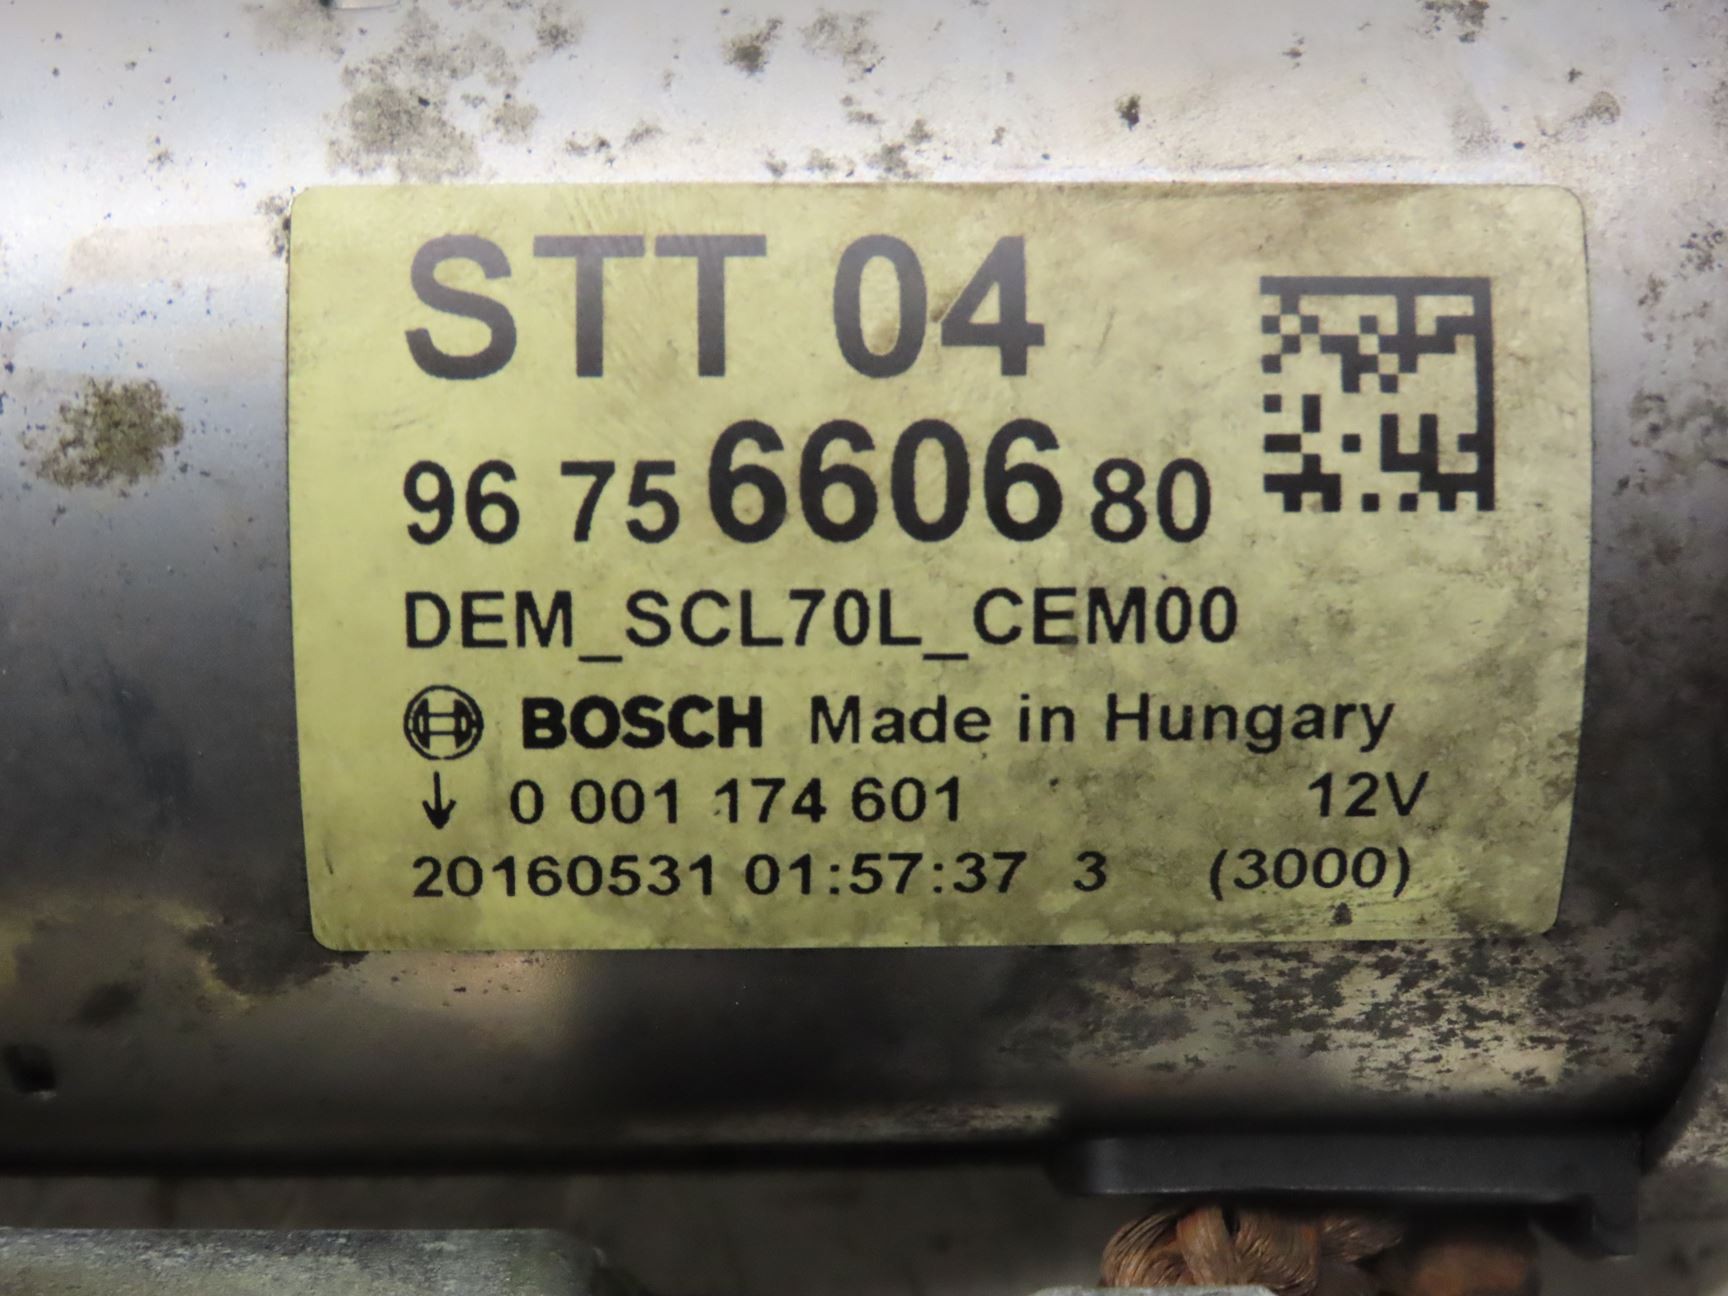 STT 04
96 75 6606 80
DEM_SCL70L_CEM00
BOSCH Made in Hungary
↓ 0 001 174 601 12V
20160531 01:57:37 3 (3000)